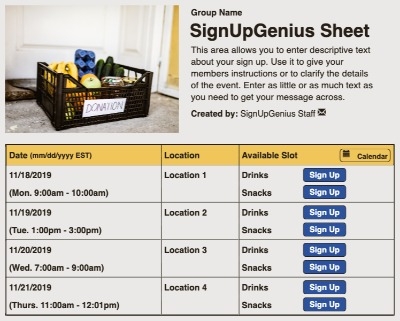 Group Name
SignUpGenius Sheet
This area allows you to enter descriptive text
about your sign up. Use it to give your
members instructions or to clarify the details
of the event. Enter as little or as much text as
you need to get your message across.
Created by: SignUpGenius Staff
DONATION
Date (mm/dd/yyyy EST) Location Available Slot Calendar
11/18/2019 Location 1 Drinks Sign Up
(Mon. 9:00am - 10:00am) Snacks Sign Up
11/19/2019 Location 2 Drinks Sign Up
(Tue. 1:00pm - 3:00pm) Snacks Sign Up
11/20/2019 Location 3 Drinks Sign Up
(Wed. 7:00am - 9:00am) Snacks Sign Up
11/21/2019 Location 4 Drinks Sign Up
(Thurs. 11:00am - 12:01pm) Snacks Sign Up